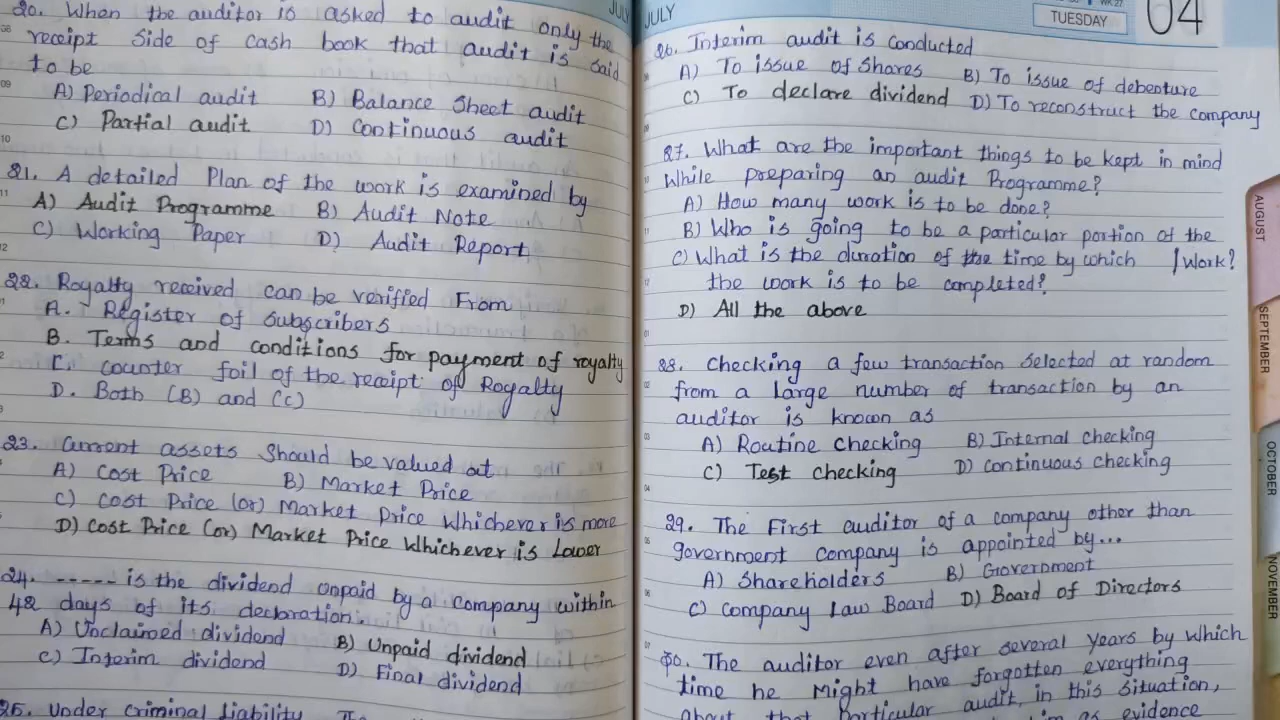 20. When the auditor is asked to audit only the
receipt side of cash book that audit is said
to be
A) Periodical audit B) Balance Sheet audit
C) Partial audit D) Continuous audit
21. A detailed Plan of the work is examined by
A) Audit Programme B) Audit Note
C) Working Paper D) Audit Report
22. Royalty received can be verified From
A. Register of subscribers
B. Terms and conditions for payment of royalty
C. counter foil of the receipt of Royalty
D. Both (B) and (C)
23. Current assets should be valued at
A) Cost Price B) Market Price
C) Cost Price (or) Market Price Whichever is more
D) Cost Price (or) Market Price Whichever is Lower
24. ----- is the dividend unpaid by a company within
42 days of its declaration.
A) Unclaimed dividend B) Unpaid dividend
C) Interim dividend D) Final dividend
25. Under criminal liability
JULY
JULY
WK 27
TUESDAY
04
26. Interim audit is conducted
A) To issue of shares B) To issue of debenture
C) To declare dividend D) To reconstruct the company
27. What are the important things to be kept in mind
While preparing an audit Programme?
A) How many work is to be done?
B) Who is going to be a particular portion of the
work?
C) What is the duration of the time by which
the work is to be completed?
D) All the above
28. Checking a few transaction selected at random
from a large number of transaction by an
auditor is known as
A) Routine checking B) Internal checking
C) Test checking D) continuous checking
29. The First auditor of a company other than
government company is appointed by...
A) Shareholders B) Government
C) Company Law Board D) Board of Directors
30. The auditor even after several years by which
time he might have forgotten everything
about that Particular audit, in this situation,
as evidence
AUGUST
SEPTEMBER
OCTOBER
NOVEMBER